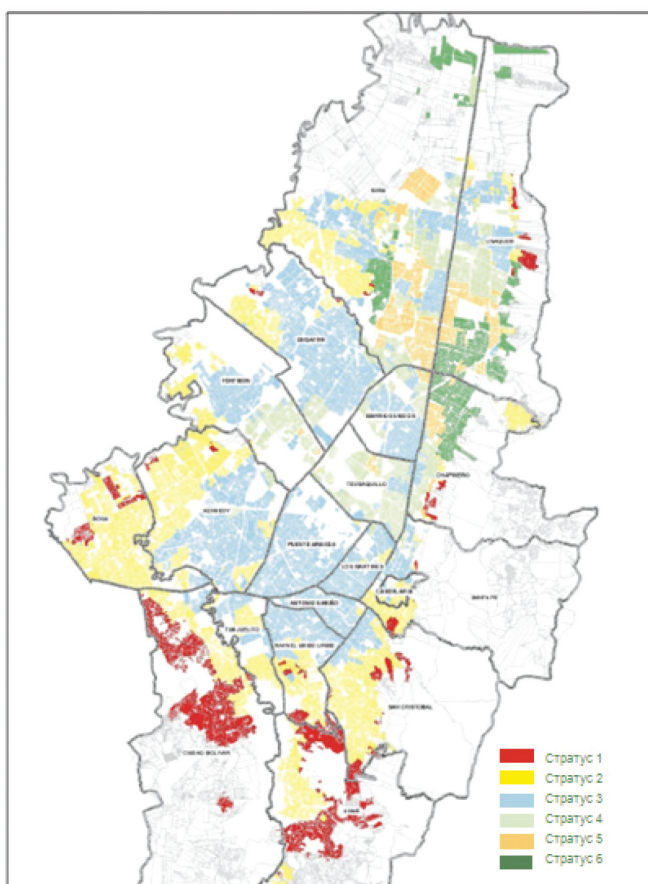 SUBA
USAQUEN
ENGATIVA
FONTIBON
BARRIOS UNIDOS
TEUSAQUILLO
CHAPINERO
BOSA
KENNEDY
PUENTE ARANDA
LOS MARTIRES
SANTA FE
CANDELARIA
ANTONIO NARIÑO
TUNJUELITO
RAFAEL URIBE URIBE
SAN CRISTOBAL
CIUDAD BOLIVAR
USME
Стратус 1
Стратус 2
Стратус 3
Стратус 4
Стратус 5
Стратус 6